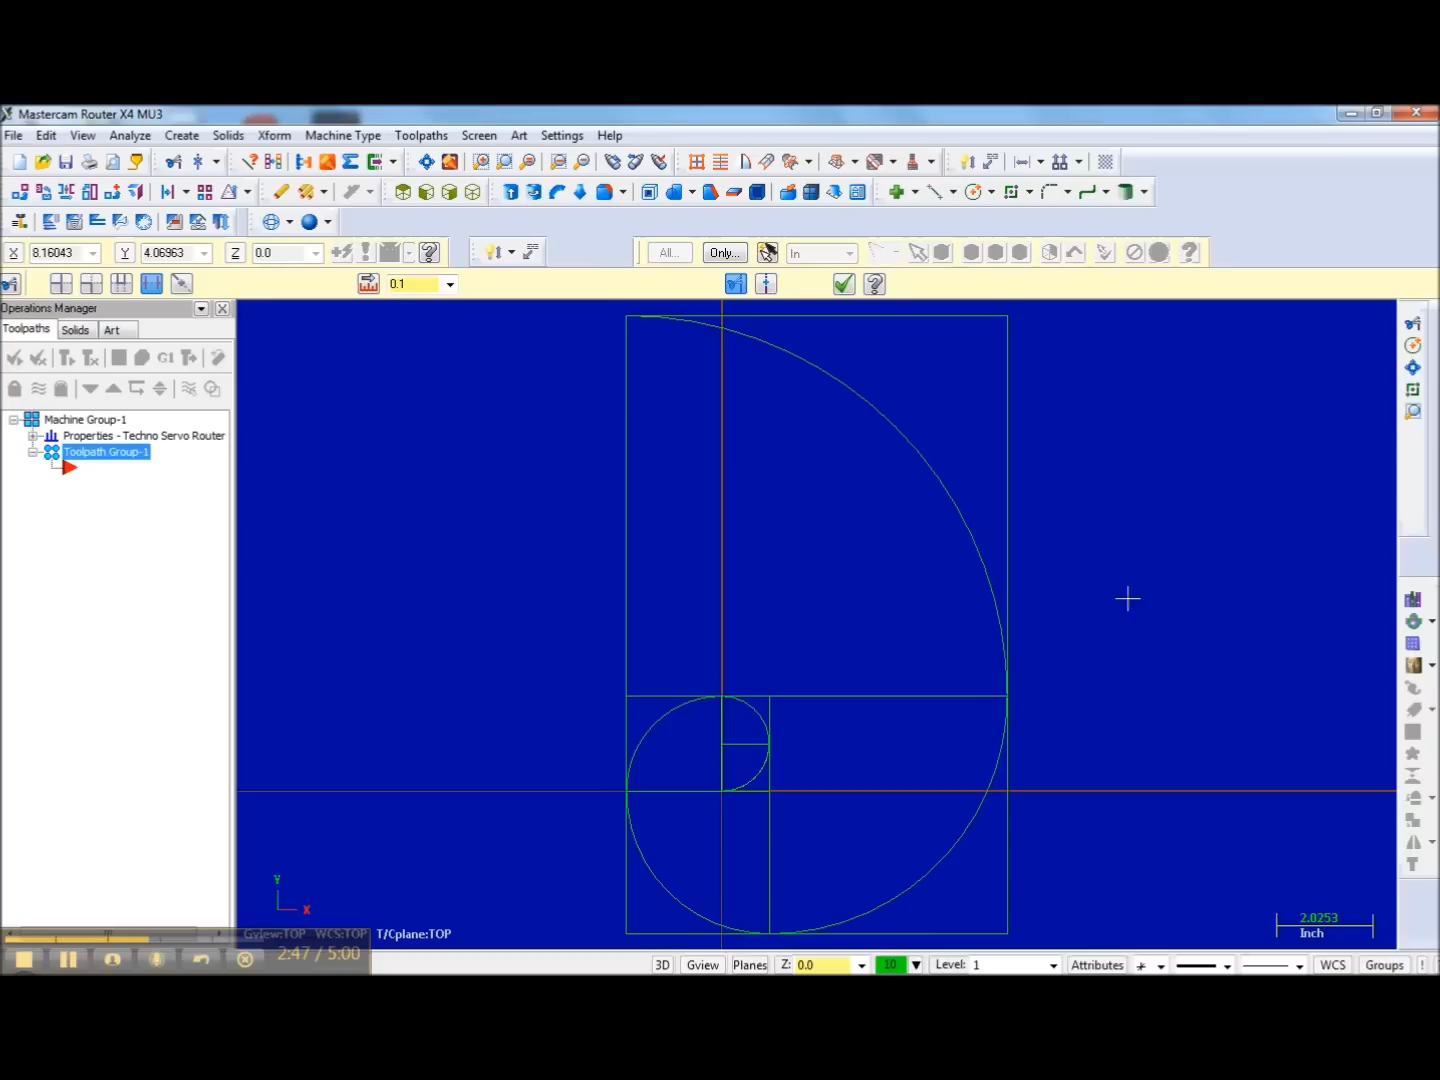 Mastercam Router X4 MU3
File Edit View Analyze Create Solids Xform Machine Type Toolpaths Screen Art Settings Help
X 8.16043 Y 4.06963 Z 0.0 All... Only... In
0.1
Operations Manager
Toolpaths Solids Art
G1
Machine Group-1
Properties - Techno Servo Router
Toolpath Group-1
Y
X
2.0253
Inch
Gview:TOP WCS:TOP T/Cplane:TOP
2:47 / 5:00
3D Gview Planes Z: 0.0 10 Level: 1 Attributes WCS Groups !